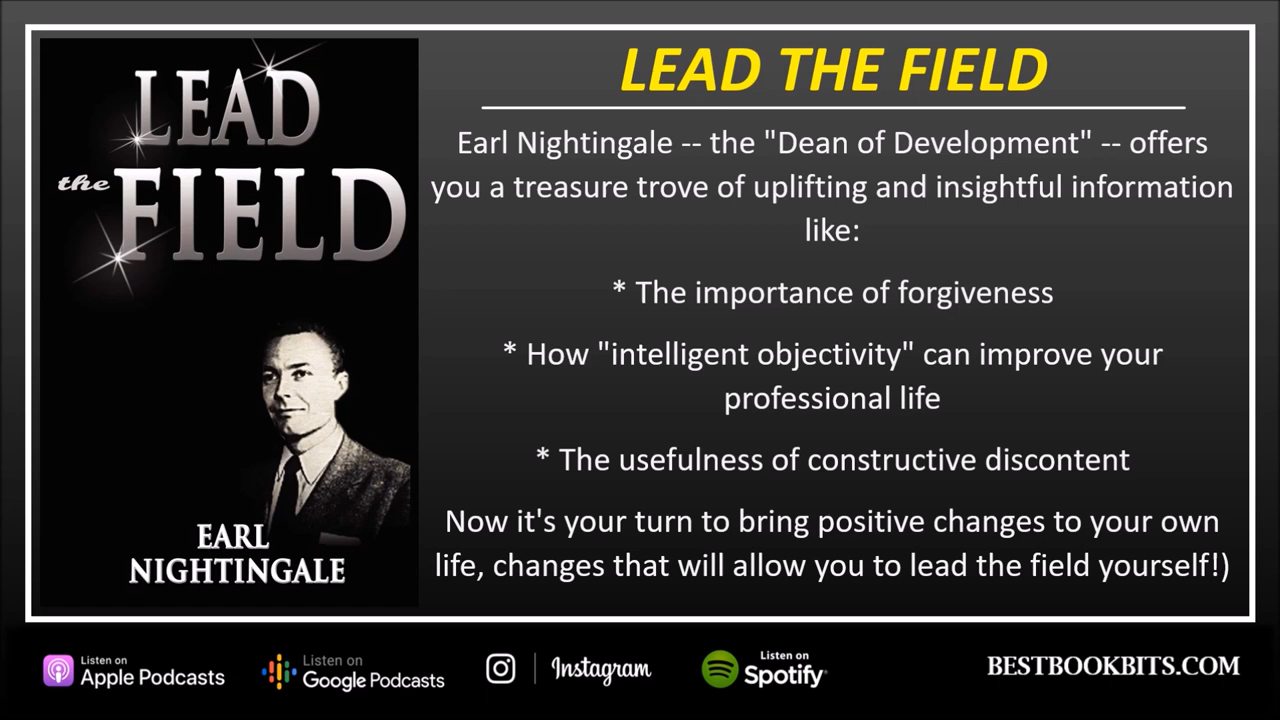 LEAD
the FIELD
EARL
NIGHTINGALE
LEAD THE FIELD
Earl Nightingale -- the "Dean of Development" -- offers
you a treasure trove of uplifting and insightful information
like:
* The importance of forgiveness
* How "intelligent objectivity" can improve your
professional life
* The usefulness of constructive discontent
Now it's your turn to bring positive changes to your own
life, changes that will allow you to lead the field yourself!)
Listen on
Apple Podcasts
Listen on
Google Podcasts
Instagram
Listen on
Spotify
BESTBOOKBITS.COM